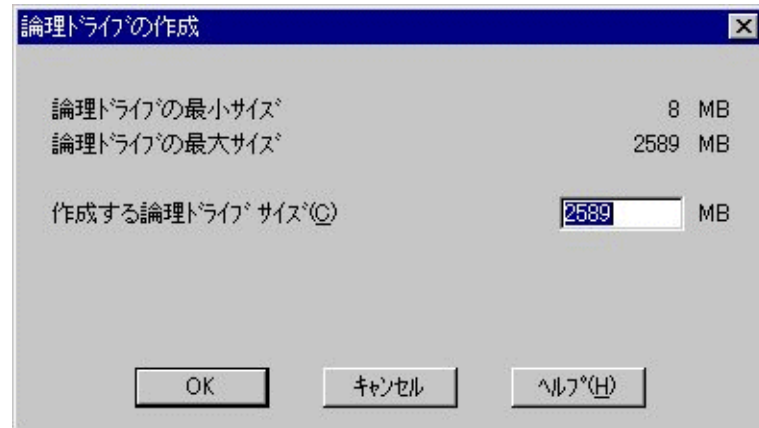 論理ﾄﾞﾗｲﾌﾞの作成
論理ﾄﾞﾗｲﾌﾞの最小ｻｲｽﾞ 8 MB
論理ﾄﾞﾗｲﾌﾞの最大ｻｲｽﾞ 2589 MB
作成する論理ﾄﾞﾗｲﾌﾞ ｻｲｽﾞ(C) 2589 MB
OK ｷｬﾝｾﾙ ﾍﾙﾌﾟ(H)